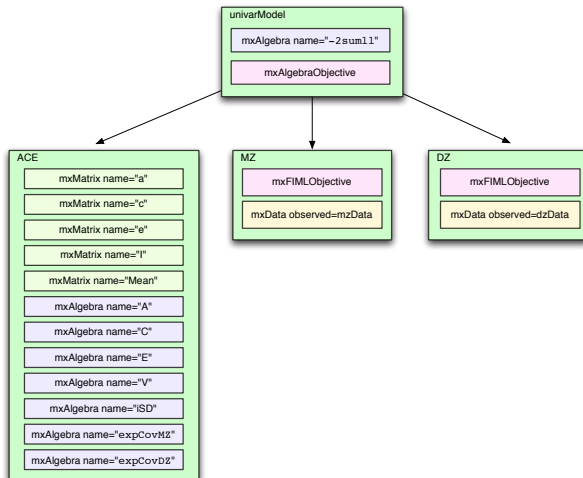 univarModel
mxAlgebra name="-2sumll"
mxAlgebraObjective
ACE
mxMatrix name="a"
mxMatrix name="c"
mxMatrix name="e"
mxMatrix name="I"
mxMatrix name="Mean"
mxAlgebra name="A"
mxAlgebra name="C"
mxAlgebra name="E"
mxAlgebra name="V"
mxAlgebra name="iSD"
mxAlgebra name="expCovMZ"
mxAlgebra name="expCovDZ"
MZ
mxFIMLObjective
mxData observed=mzData
DZ
mxFIMLObjective
mxData observed=dzData